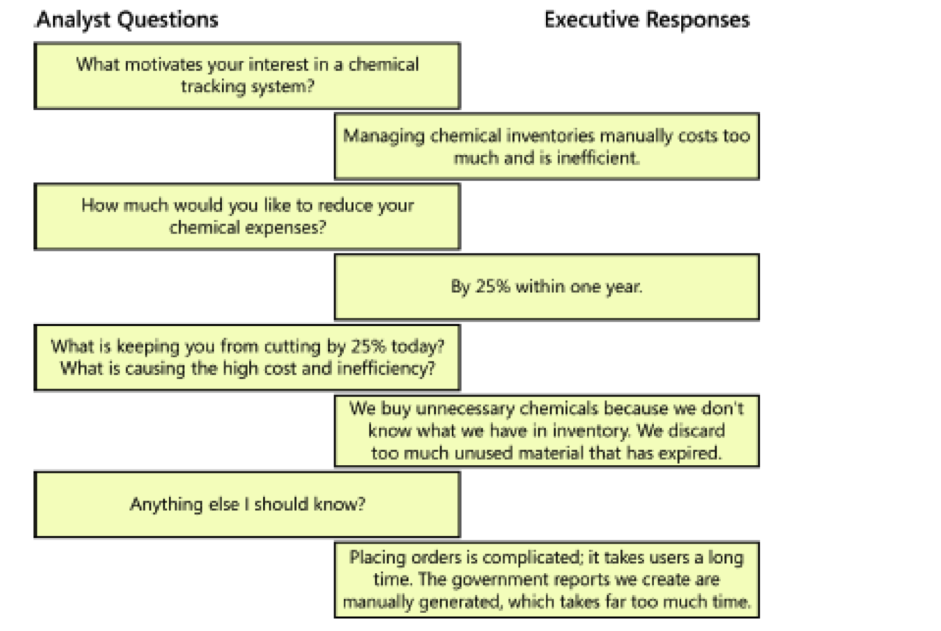 Analyst Questions
Executive Responses
What motivates your interest in a chemical
tracking system?
Managing chemical inventories manually costs too
much and is inefficient.
How much would you like to reduce your
chemical expenses?
By 25% within one year.
What is keeping you from cutting by 25% today?
What is causing the high cost and inefficiency?
We buy unnecessary chemicals because we don't
know what we have in inventory. We discard
too much unused material that has expired.
Anything else I should know?
Placing orders is complicated; it takes users a long
time. The government reports we create are
manually generated, which takes far too much time.